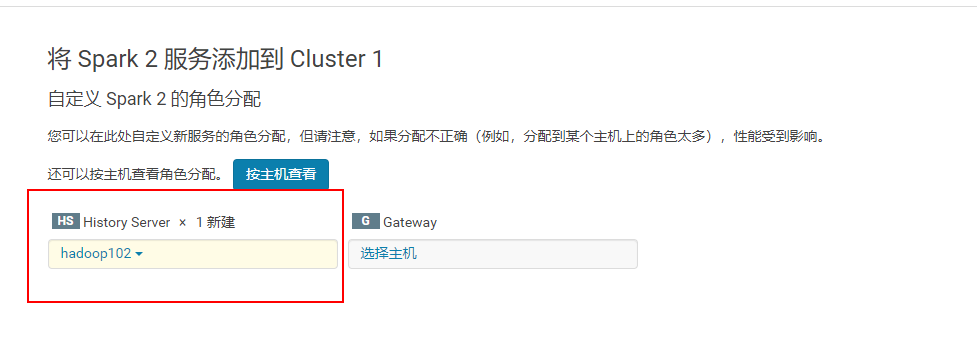 将 Spark 2 服务添加到 Cluster 1
自定义 Spark 2 的角色分配
您可以在此处自定义新服务的角色分配，但请注意，如果分配不正确（例如，分配到某个主机上的角色太多），性能受到影响。
还可以按主机查看角色分配。 按主机查看
HS History Server × 1 新建 G Gateway
hadoop102 选择主机